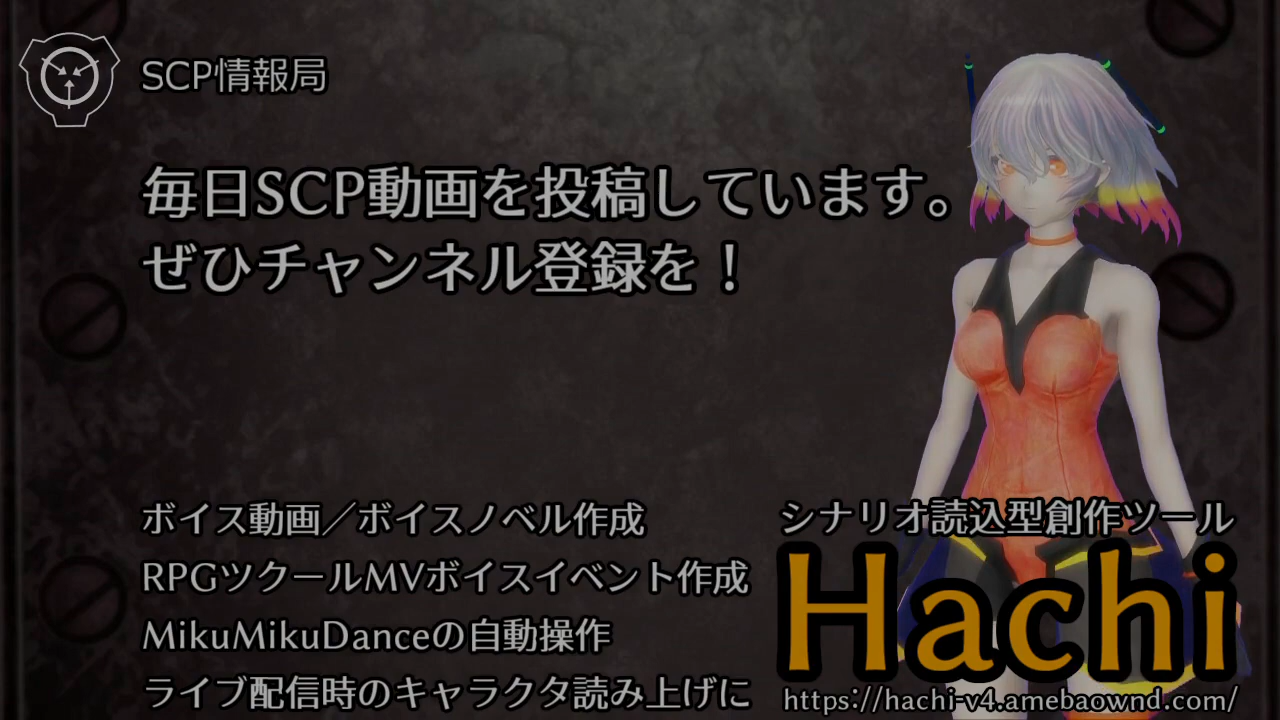 SCP情報局
毎日SCP動画を投稿しています。
ぜひチャンネル登録を！
ボイス動画／ボイスノベル作成
RPGツクールMVボイスイベント作成
MikuMikuDanceの自動操作
ライブ配信時のキャラクタ読み上げに
シナリオ読込型創作ツール
Hachi
https://hachi-v4.amebaownd.com/